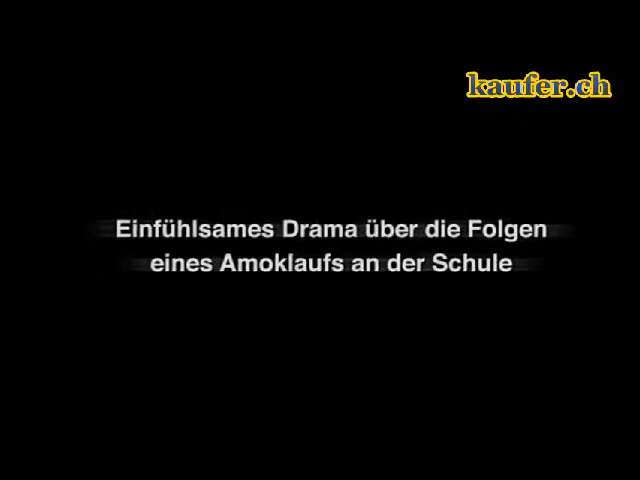 kaufer.ch
Einfühlsames Drama über die Folgen
eines Amoklaufs an der Schule